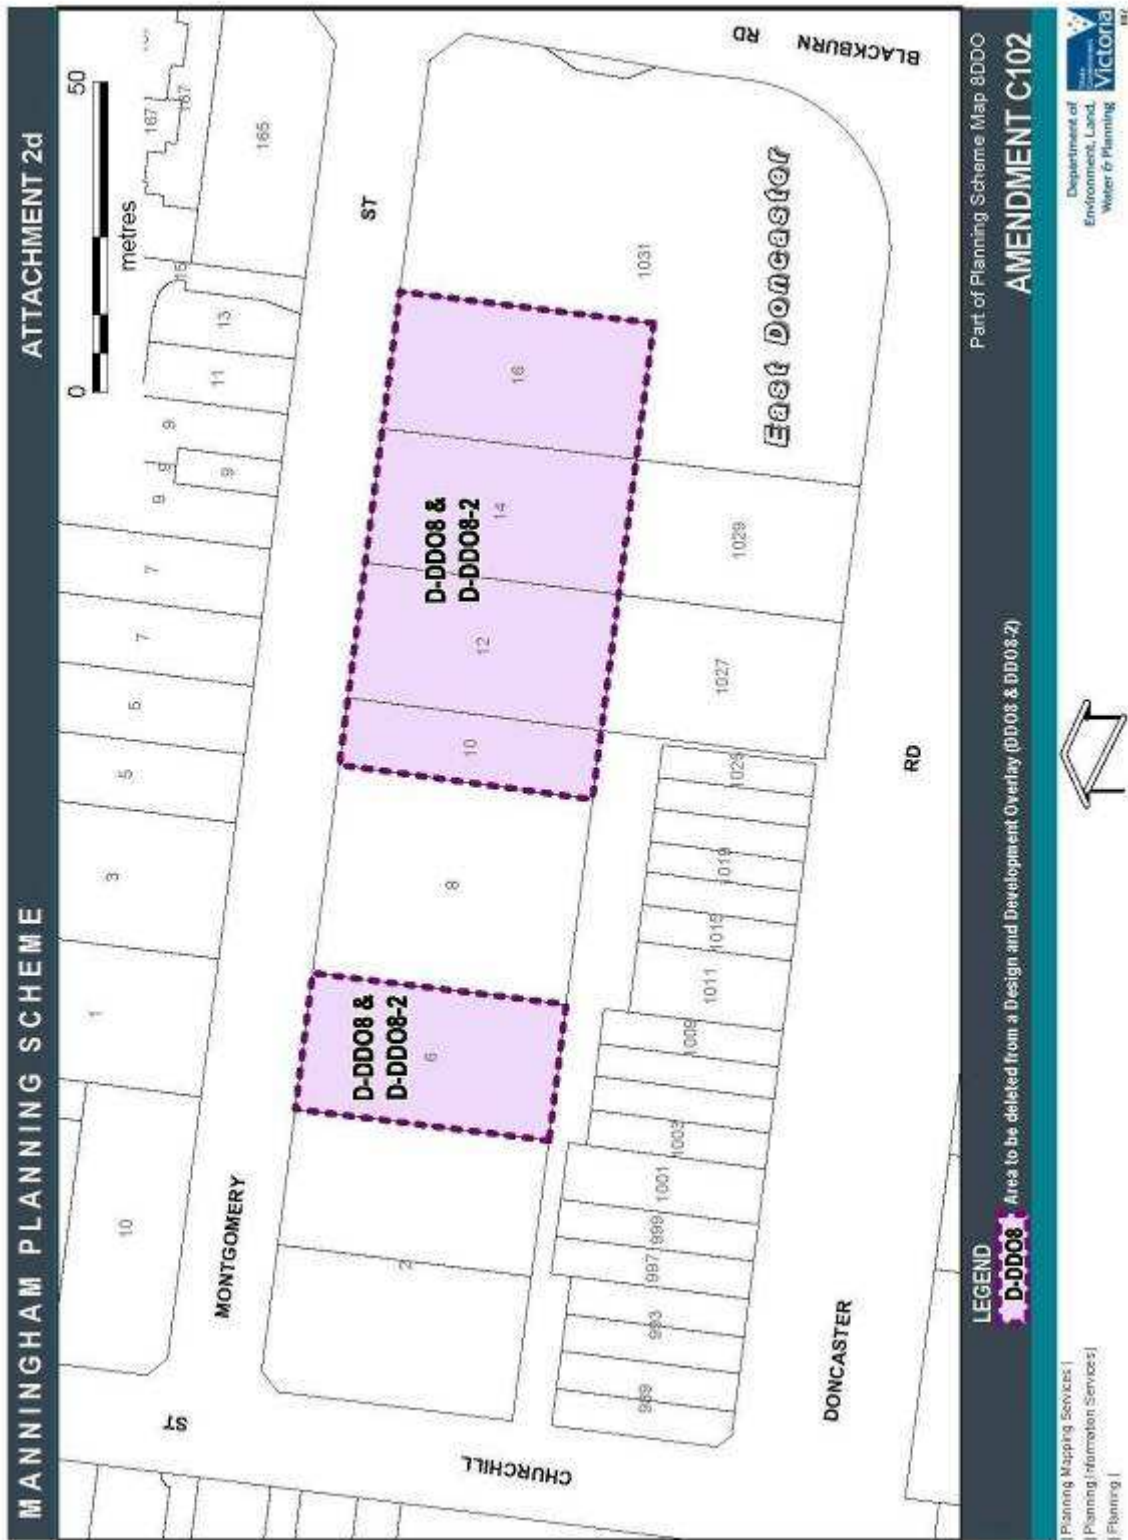 MANNINGHAM PLANNING SCHEME
ATTACHMENT 2d
0
50
metres
10
1
3
5
5
7
7
9
9
9
9
11
13
15
165
167
167
ST
MONTGOMERY
ST
CHURCHILL
2
6
D-DDO8 &
D-DDO8-2
8
10
12
14
16
D-DDO8 &
D-DDO8-2
1031
BLACKBURN
RD
East Doncaster
989
993
997
999
1001
1003
1009
1011
1015
1019
1025
1027
1029
DONCASTER
RD
LEGEND
D-DDO8
Area to be deleted from a Design and Development Overlay (DDO8 & DDO8-2)
Part of Planning Scheme Map 8DDO
AMENDMENT C102
| Planning Mapping Services |
| Planning Information Services |
| Planning |
Department of
Environment, Land,
Water & Planning
Victoria